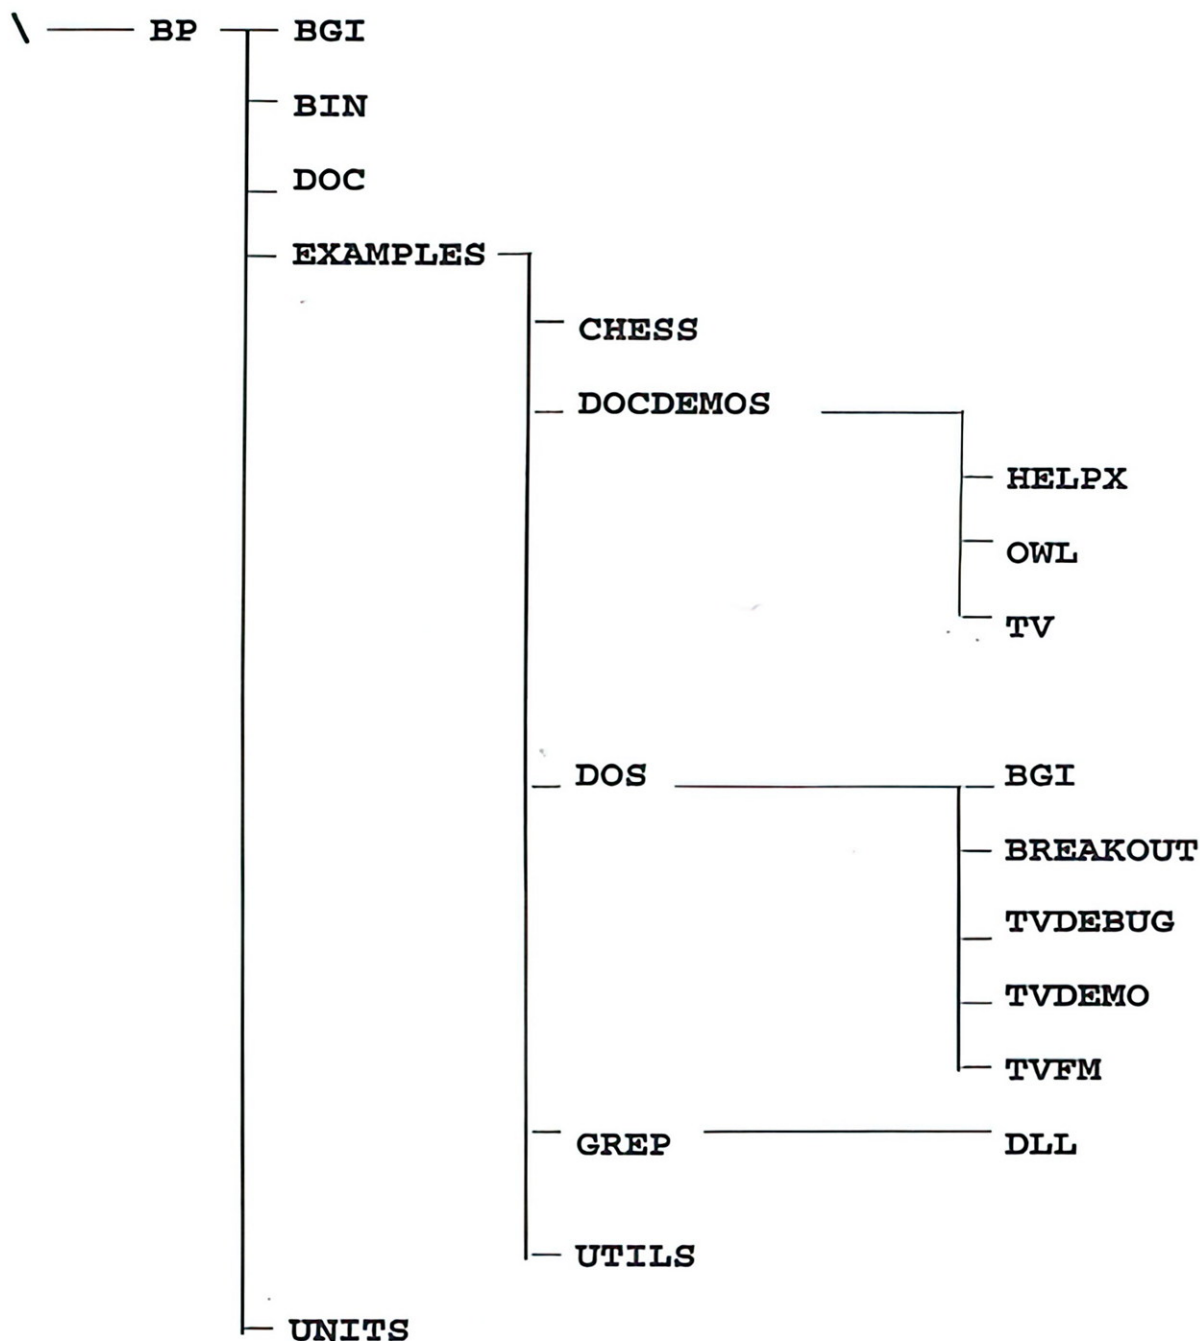 \ BP BGI
BIN
DOC
EXAMPLES
CHESS
DOCDEMOS
HELPX
OWL
TV
DOS BGI
BREAKOUT
TVDEBUG
TVDEMO
TVFM
GREP DLL
UTILS
UNITS